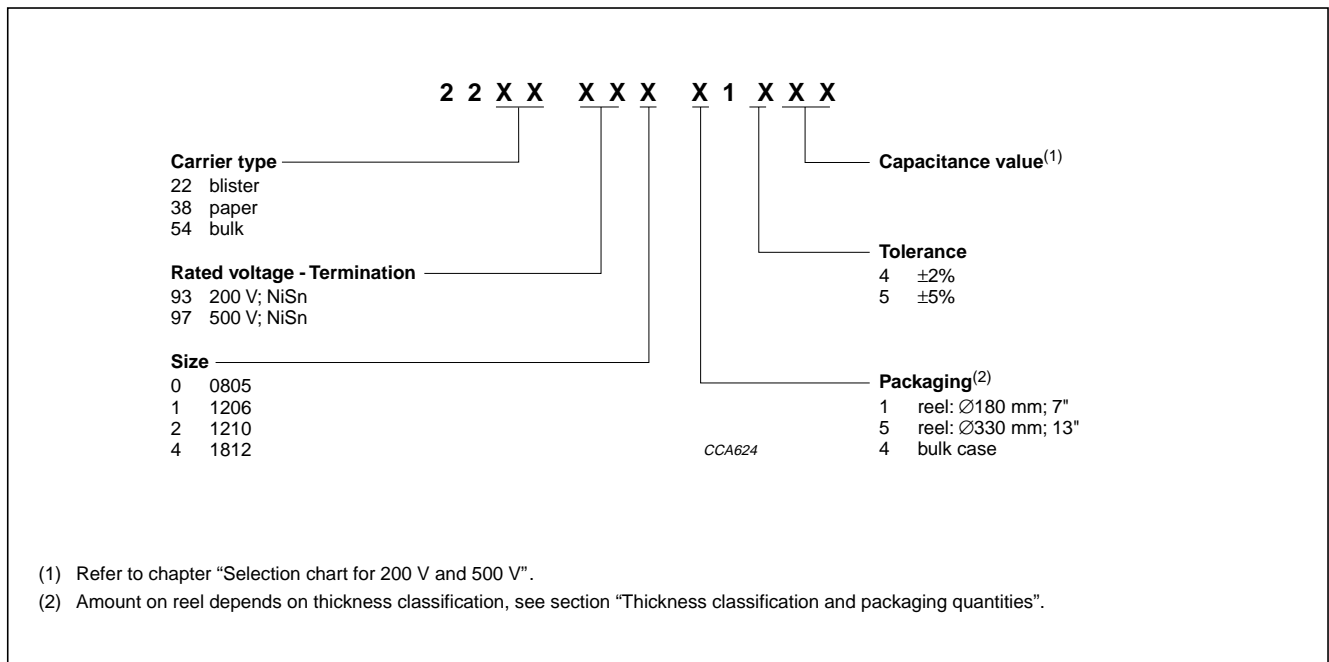 2 2 X X X X X X 1 X X X
Carrier type
22 blister
38 paper
54 bulk
Rated voltage - Termination
93 200 V; NiSn
97 500 V; NiSn
Size
0 0805
1 1206
2 1210
4 1812
Capacitance value(1)
Tolerance
4 ±2%
5 ±5%
Packaging(2)
1 reel: ∅180 mm; 7"
5 reel: ∅330 mm; 13"
4 bulk case
CCA624
(1) Refer to chapter “Selection chart for 200 V and 500 V”.
(2) Amount on reel depends on thickness classification, see section “Thickness classification and packaging quantities”.